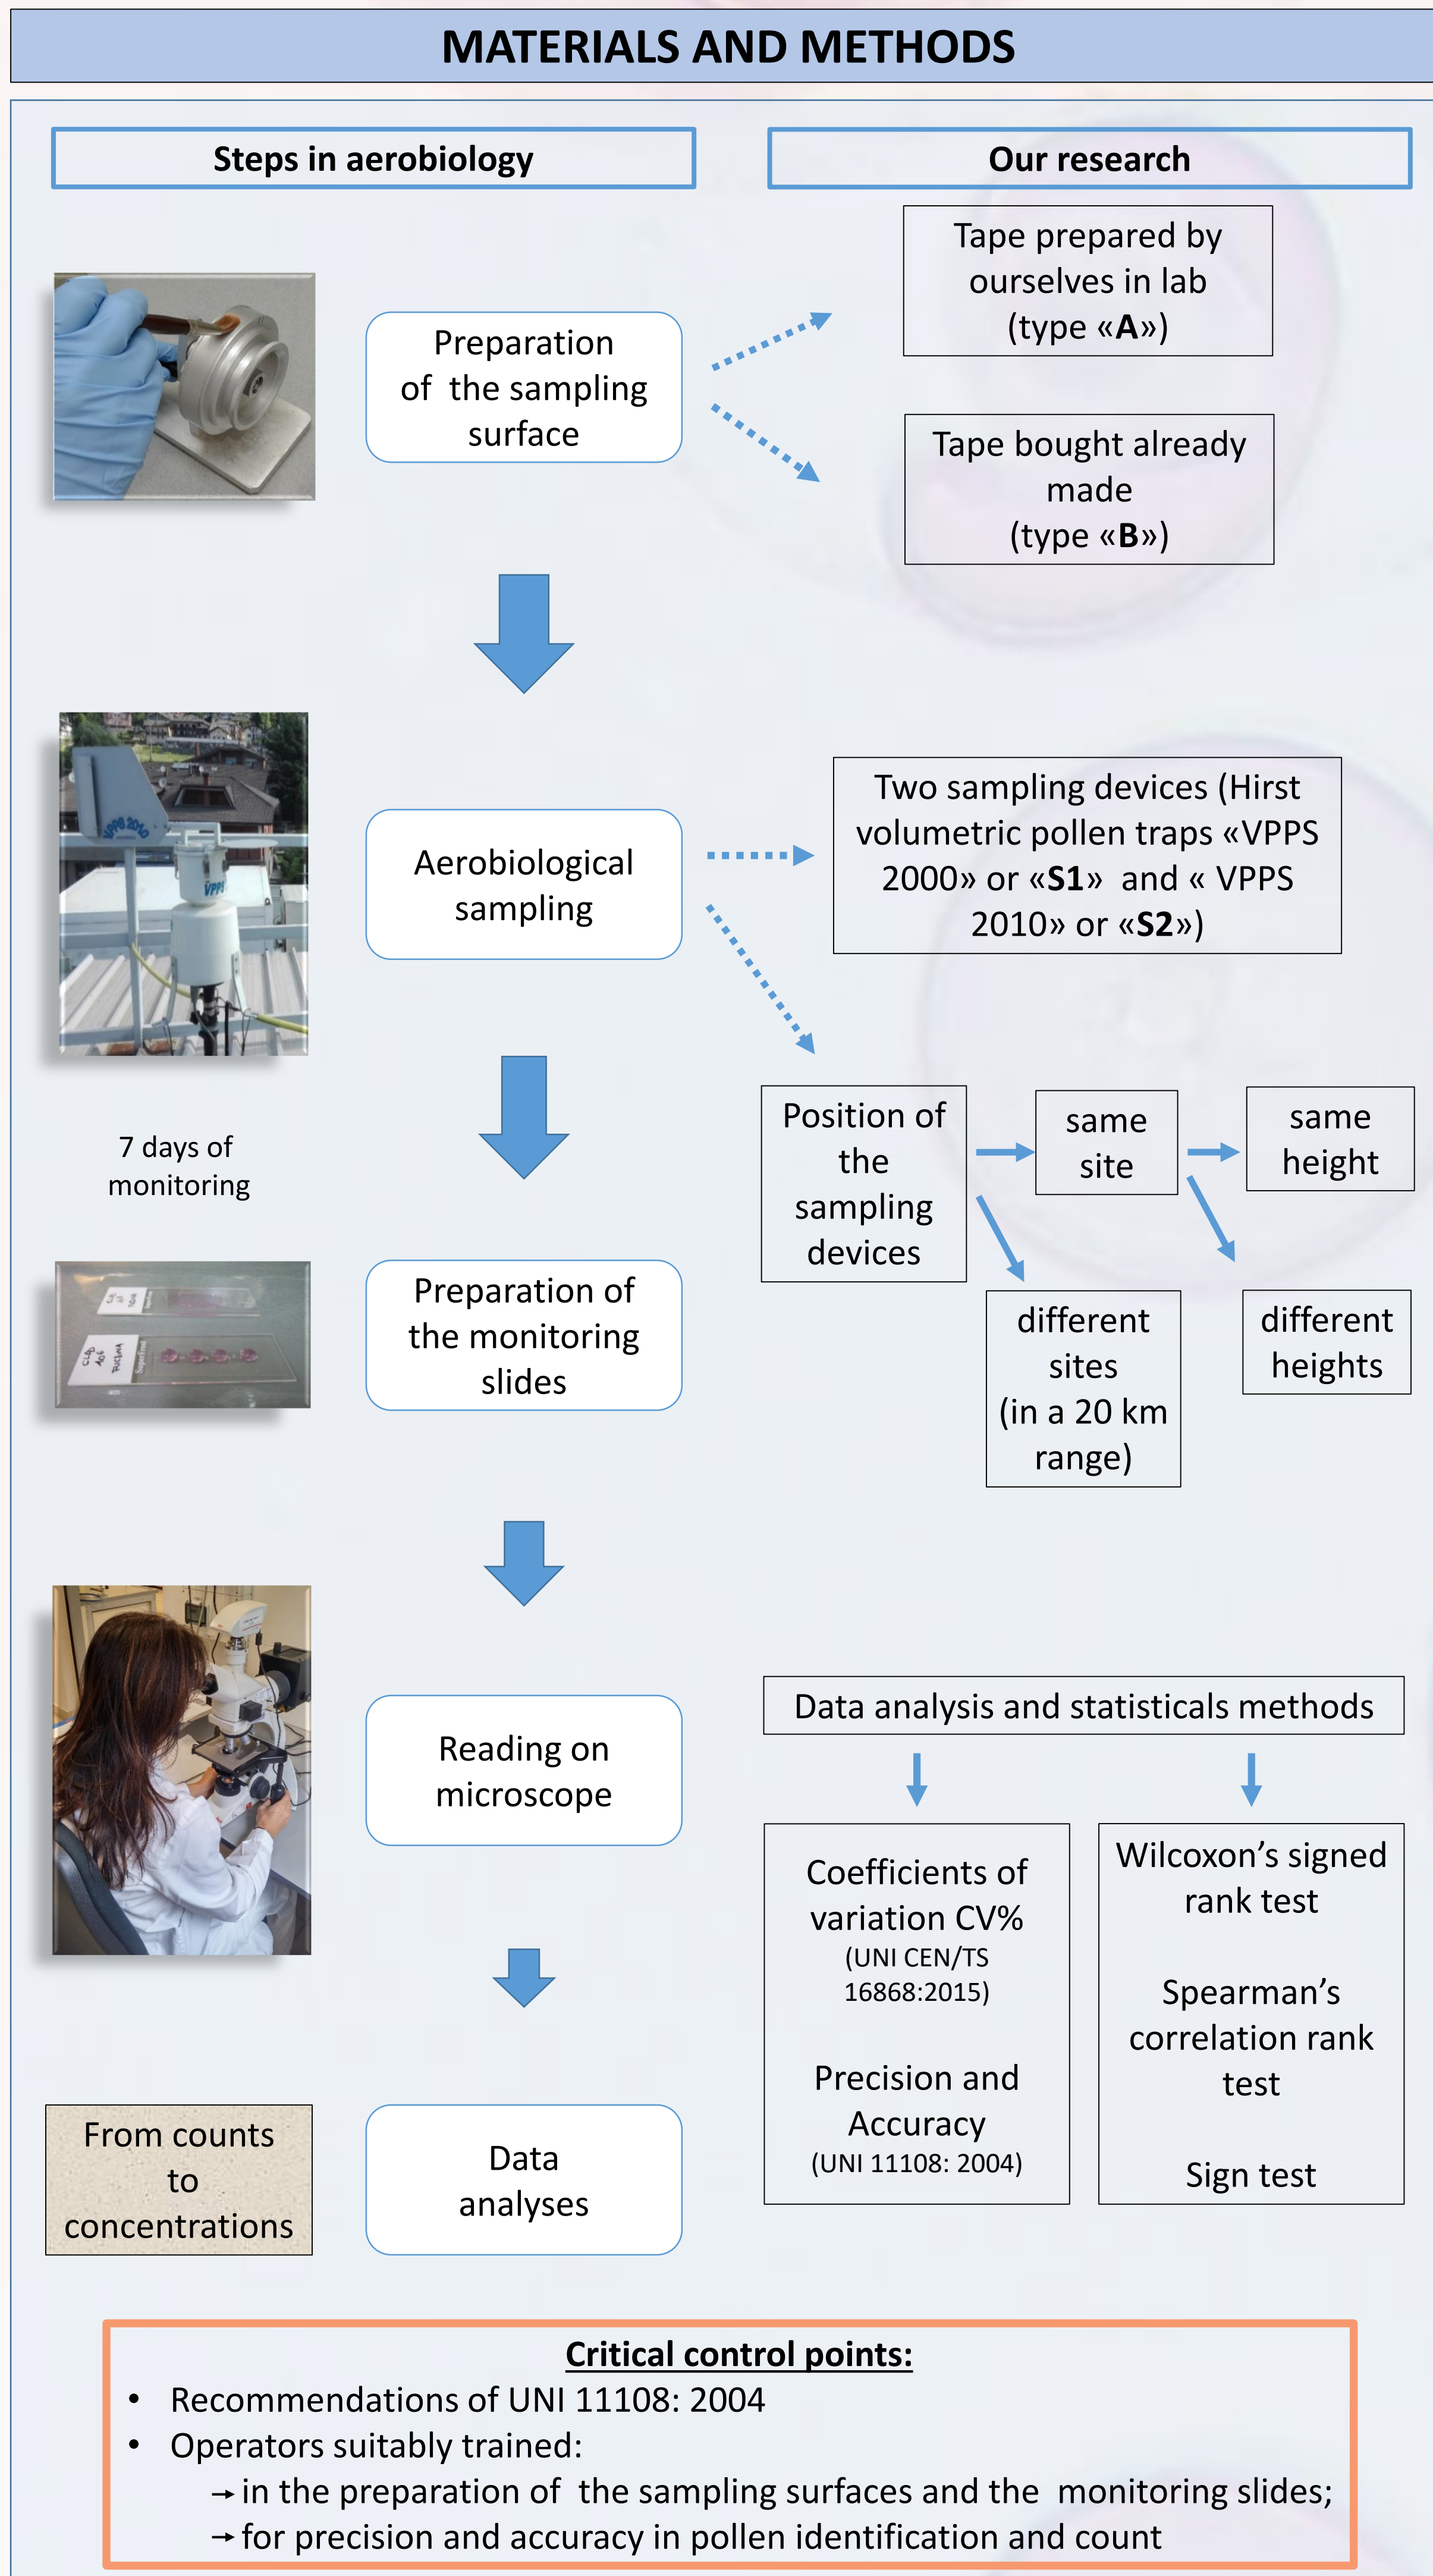 MATERIALS AND METHODS
Steps in aerobiology
Our research
Preparation
of the sampling
surface
Tape prepared by
ourselves in lab
(type «A»)
Tape bought already
made
(type «B»)
VPPS 2010
VPPS
Aerobiological
sampling
Two sampling devices (Hirst
volumetric pollen traps «VPPS
2000» or «S1» and « VPPS
2010» or «S2»)
7 days of
monitoring
Position of
the
sampling
devices
same
site
same
height
different
sites
(in a 20 km
range)
different
heights
Preparation of
the monitoring
slides
Reading on
microscope
Data analysis and statisticals methods
Coefficients of
variation CV%
(UNI CEN/TS
16868:2015)
Precision and
Accuracy
(UNI 11108: 2004)
Wilcoxon’s signed
rank test
Spearman’s
correlation rank
test
Sign test
From counts
to
concentrations
Data
analyses
Critical control points:
• Recommendations of UNI 11108: 2004
• Operators suitably trained:
→ in the preparation of the sampling surfaces and the monitoring slides;
→ for precision and accuracy in pollen identification and count